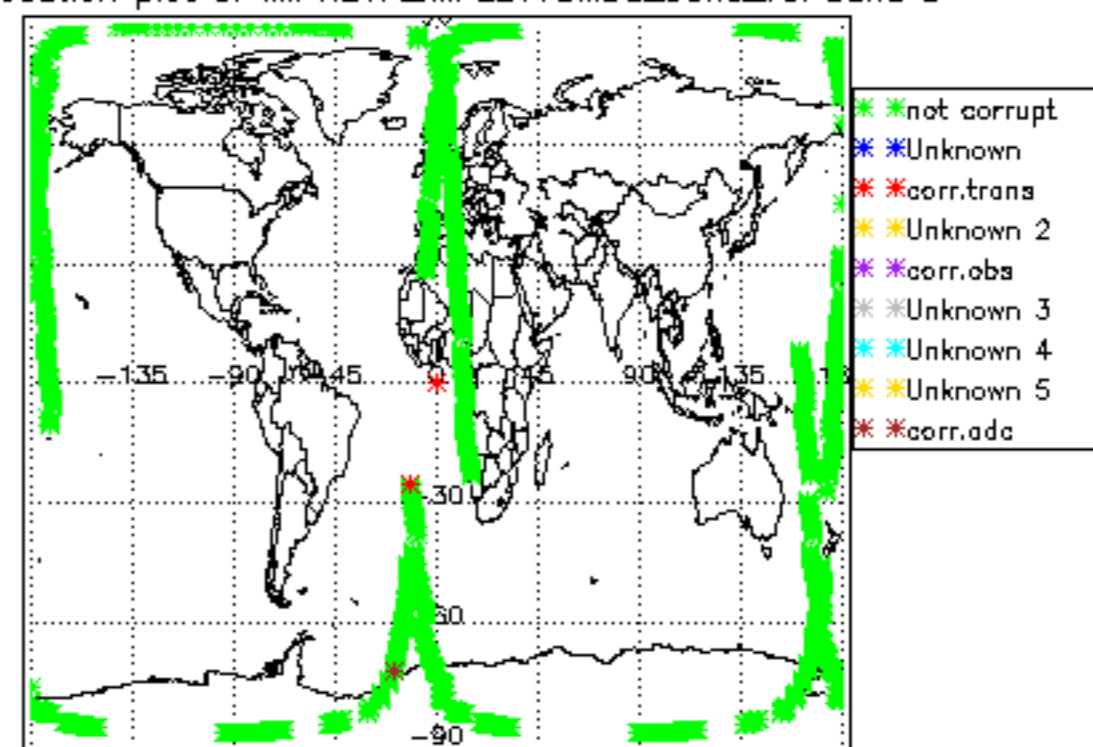 not corrupt
Unknown
corr.trans
Unknown 2
corr.obs
Unknown 3
Unknown 4
Unknown 5
corr.adc
-135 -90 45 45 90 135
-30
60
-90